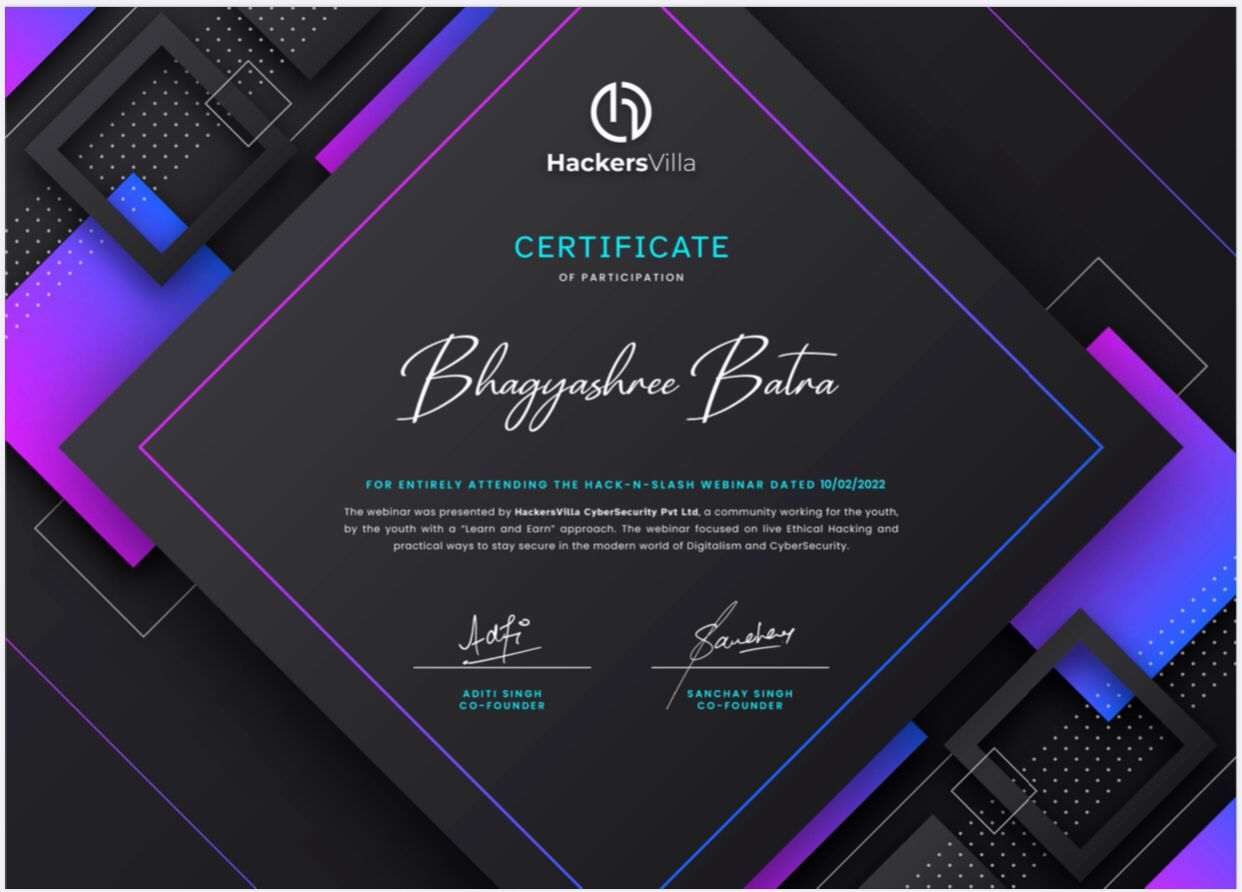 HackersVilla
CERTIFICATE
OF PARTICIPATION
Bhagyashree Batra
FOR ENTIRELY ATTENDING THE HACK-N-SLASH WEBINAR DATED 10/02/2022
The webinar was presented by HackersVilla CyberSecurity Pvt Ltd, a community working for the youth,
by the youth with a "Learn and Earn" approach. The webinar focused on live Ethical Hacking and
practical ways to stay secure in the modern world of Digitalism and CyberSecurity.
Aditi Sanchay
ADITI SINGH SANCHAY SINGH
CO-FOUNDER CO-FOUNDER